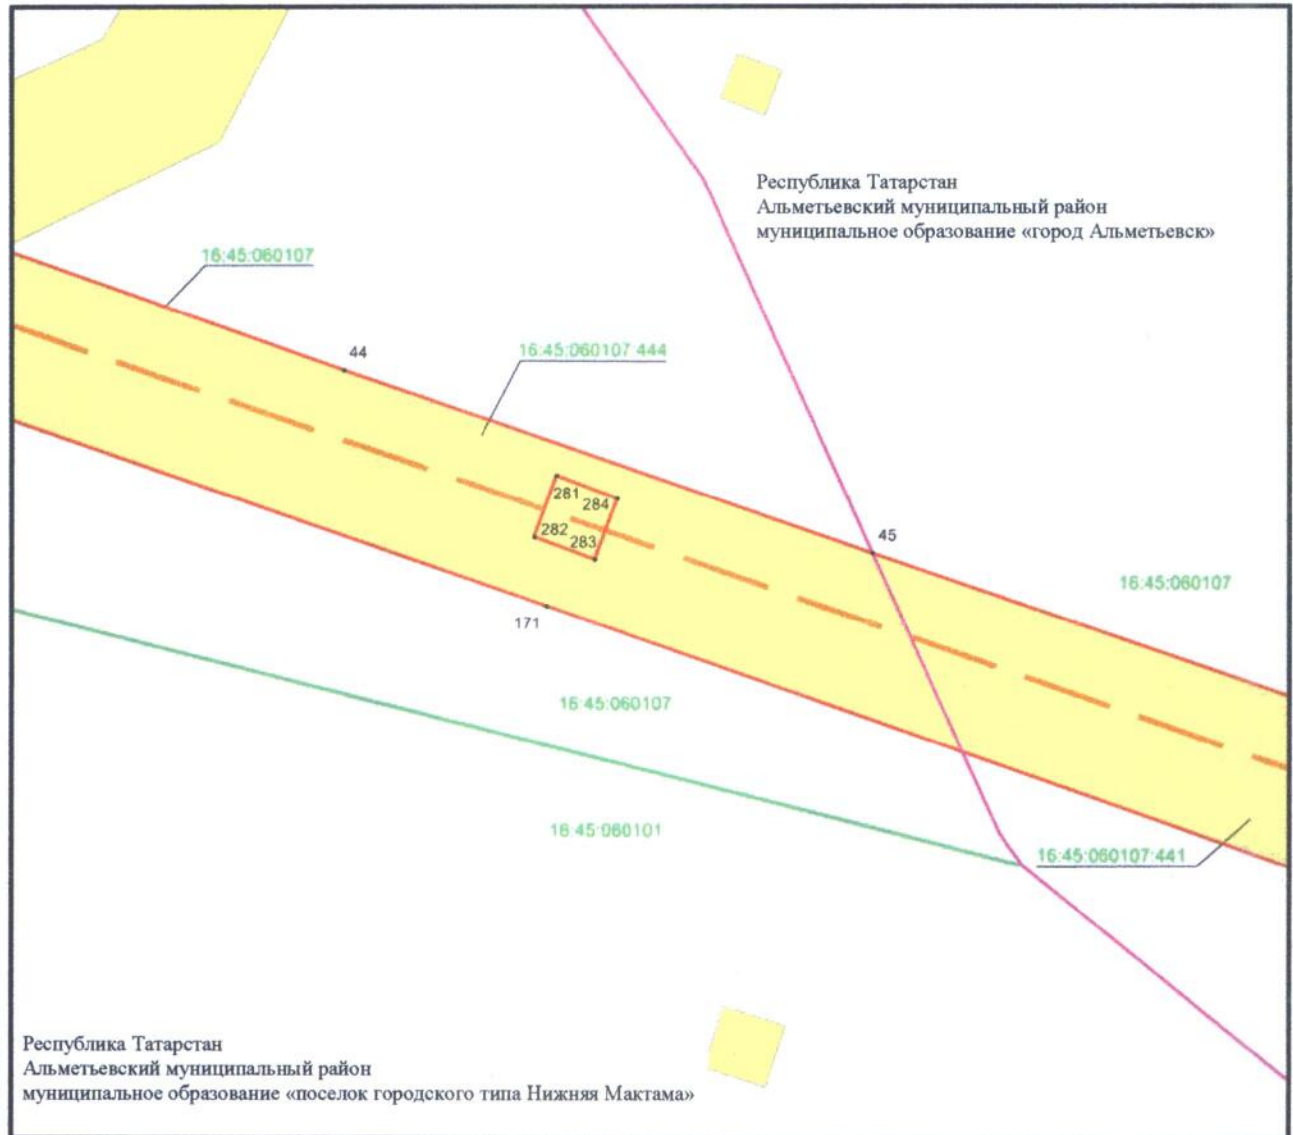 Республика Татарстан
Альметьевский муниципальный район
муниципальное образование «город Альметьевск»
16:45:060107
44
16:45:060107:444
281
284
282
283
45
16:45:060107
171
16:45:060107
16:45:060101
16:45:060107:441
Республика Татарстан
Альметьевский муниципальный район
муниципальное образование «поселок городского типа Нижняя Мактама»